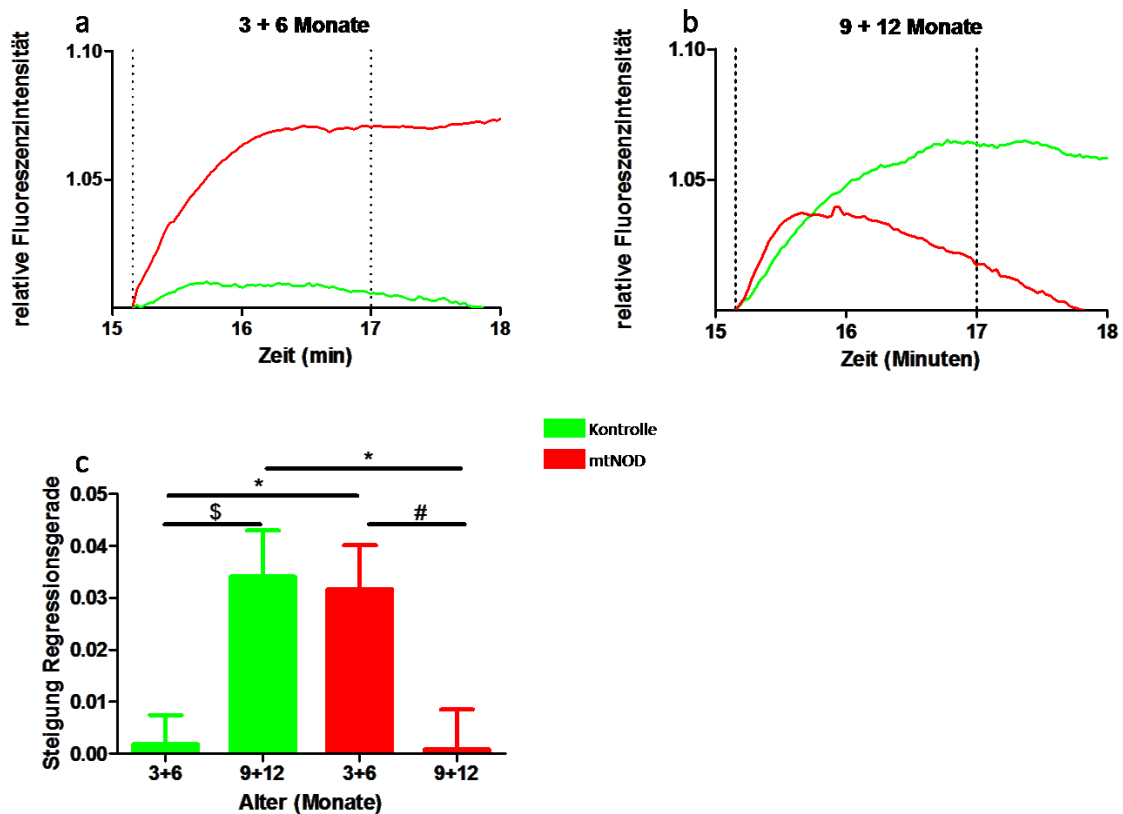 a
3 + 6 Monate
relative Fluoreszenzintensität
1.10
1.05
15
16
17
18
Zeit (min)
b
9 + 12 Monate
relative Fluoreszenzintensität
1.10
1.05
15
16
17
18
Zeit (Minuten)
Kontrolle
mtNOD
c
*
*
$
#
Steigung Regressionsgerade
0.05
0.04
0.03
0.02
0.01
0.00
3+6
9+12
3+6
9+12
Alter (Monate)